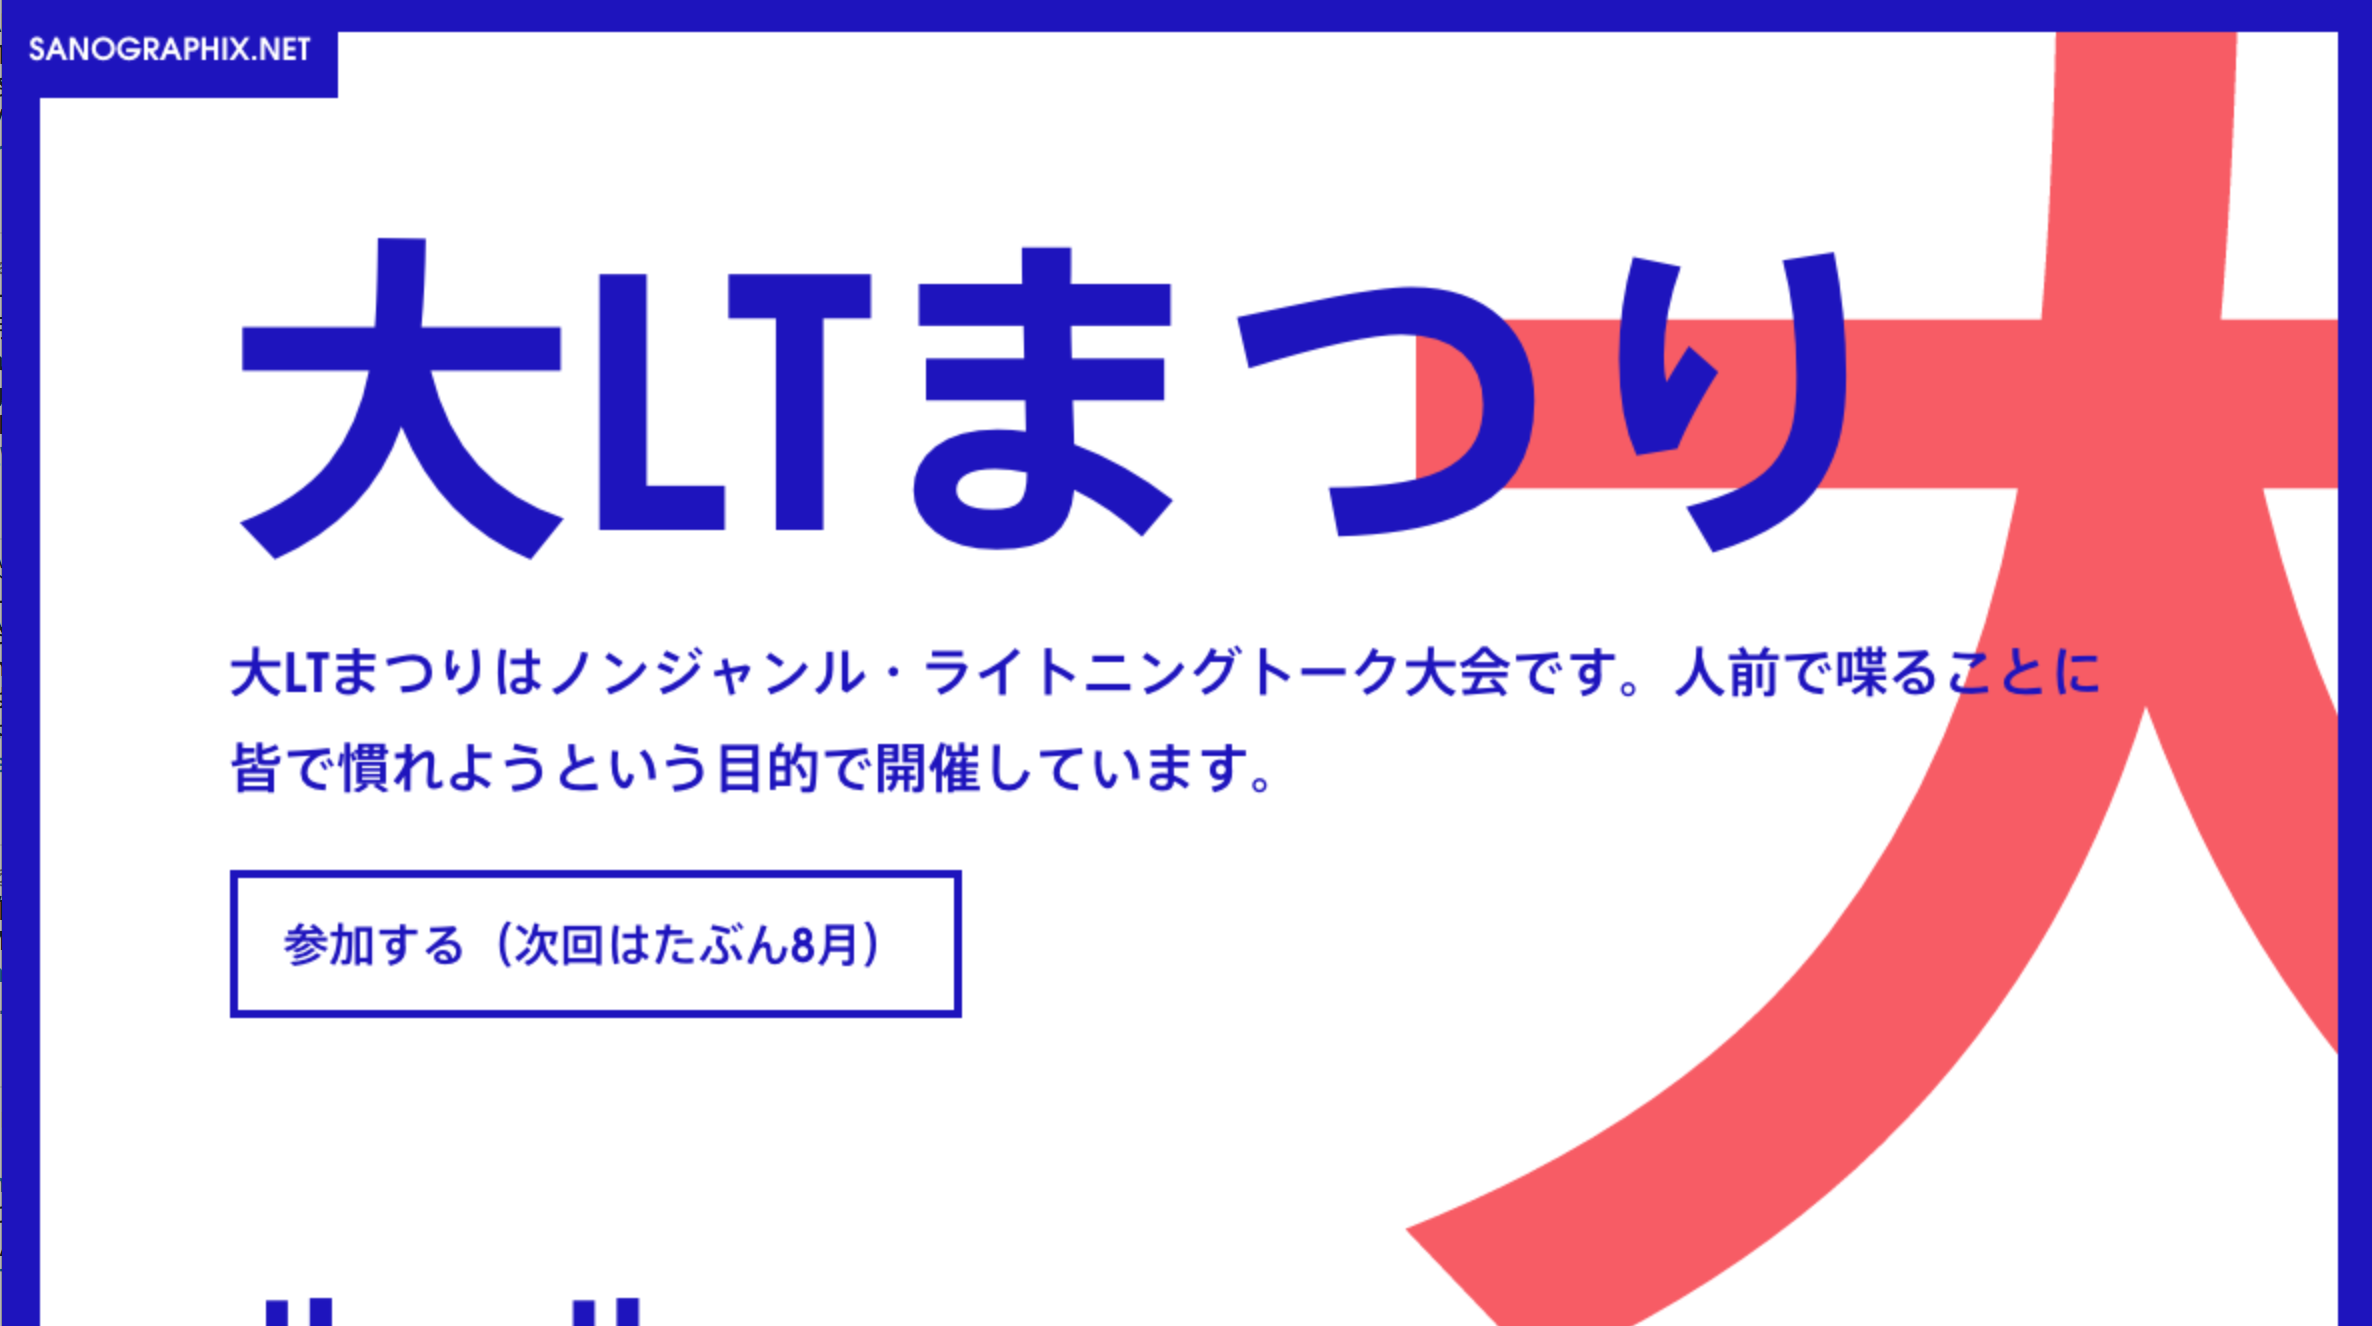 SANOGRAPHIX.NET
大LTまつり
大LTまつりはノンジャンル・ライトニングトーク大会です。人前で喋ることに
皆で慣れようという目的で開催しています。
参加する（次回はたぶん8月）
大